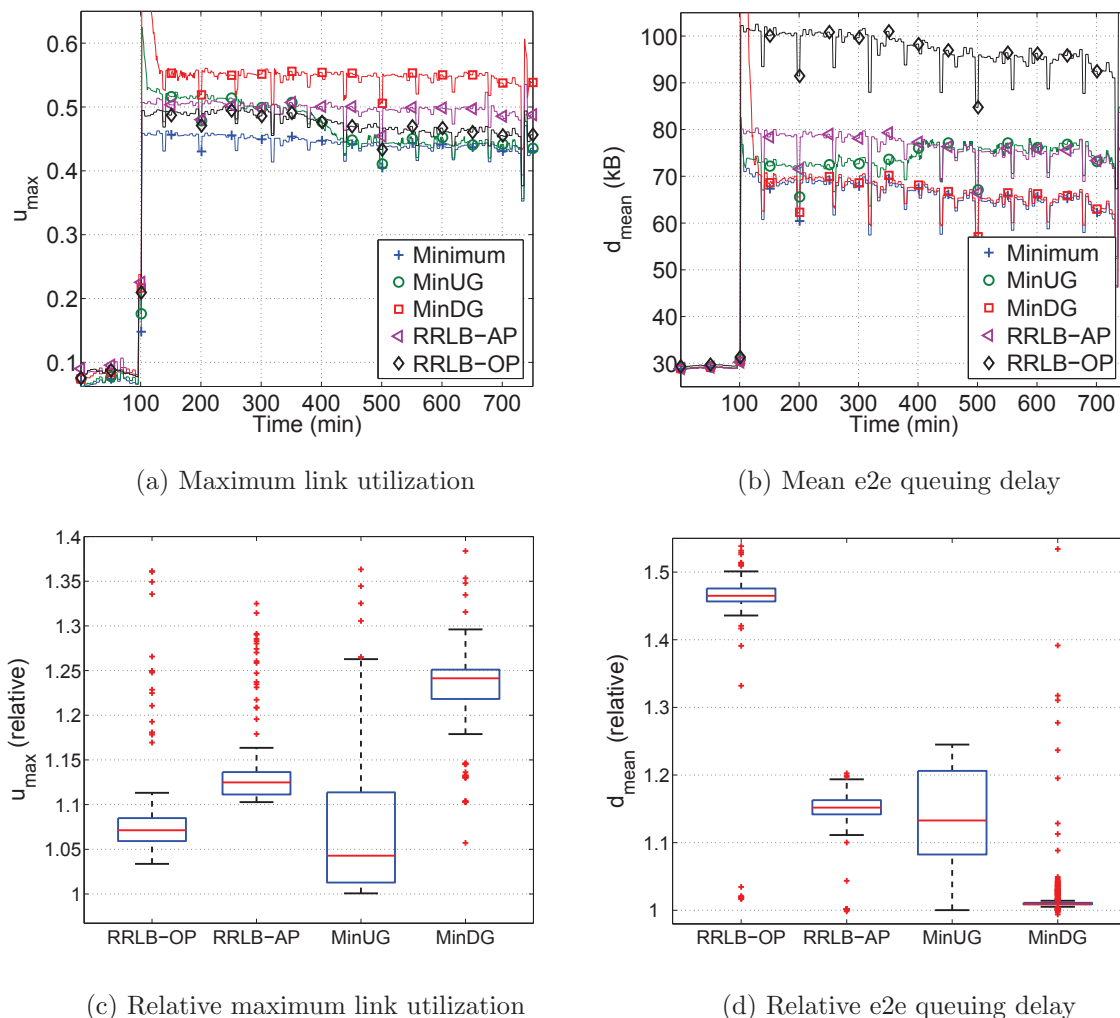 0.6
0.5
0.4
0.3
0.2
0.1
u_max
100 200 300 400 500 600 700
Time (min)
Minimum
MinUG
MinDG
RRLB−AP
RRLB−OP
(a) Maximum link utilization
100
90
80
70
60
50
40
30
d_mean (kB)
100 200 300 400 500 600 700
Time (min)
Minimum
MinUG
MinDG
RRLB−AP
RRLB−OP
(b) Mean e2e queuing delay
1.4
1.35
1.3
1.25
1.2
1.15
1.1
1.05
1
u_max (relative)
RRLB−OP RRLB−AP MinUG MinDG
(c) Relative maximum link utilization
1.5
1.4
1.3
1.2
1.1
1
d_mean (relative)
RRLB−OP RRLB−AP MinUG MinDG
(d) Relative e2e queuing delay